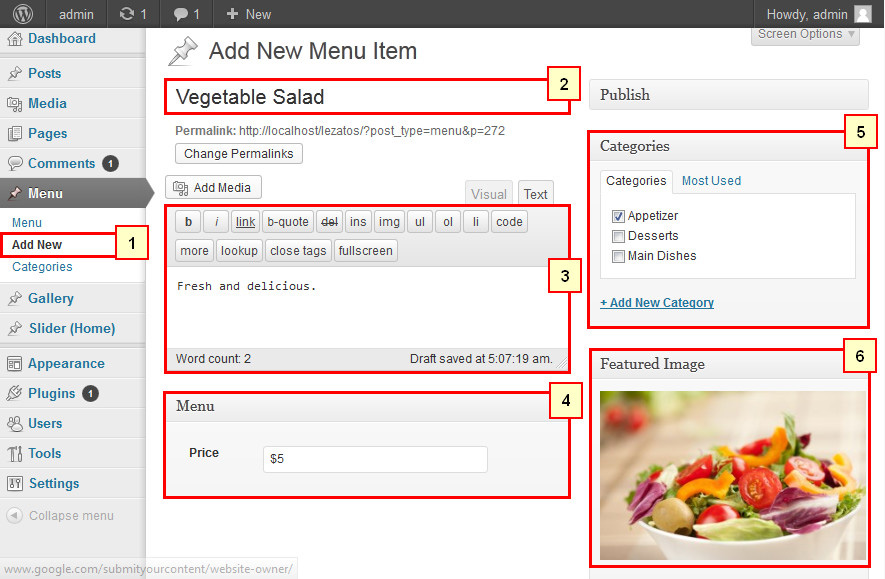 admin 1 1 + New Howdy, admin
Screen Options
Dashboard
Posts
Media
Pages
Comments 1
Menu
Menu
Add New 1
Categories
Gallery
Slider (Home)
Appearance
Plugins 1
Users
Tools
Settings
Collapse menu
Add New Menu Item
Vegetable Salad 2
Permalink: http://localhost/lezatos/?post_type=menu&p=272
Change Permalinks
Add Media
Visual Text
b i link b-quote del ins img ul ol li code
more lookup close tags fullscreen
3
Fresh and delicious.
Word count: 2 Draft saved at 5:07:19 am.
Menu 4
Price $5
Publish
5
Categories
Categories Most Used
Appetizer
Desserts
Main Dishes
+ Add New Category
Featured Image 6
www.google.com/submityourcontent/website-owner/